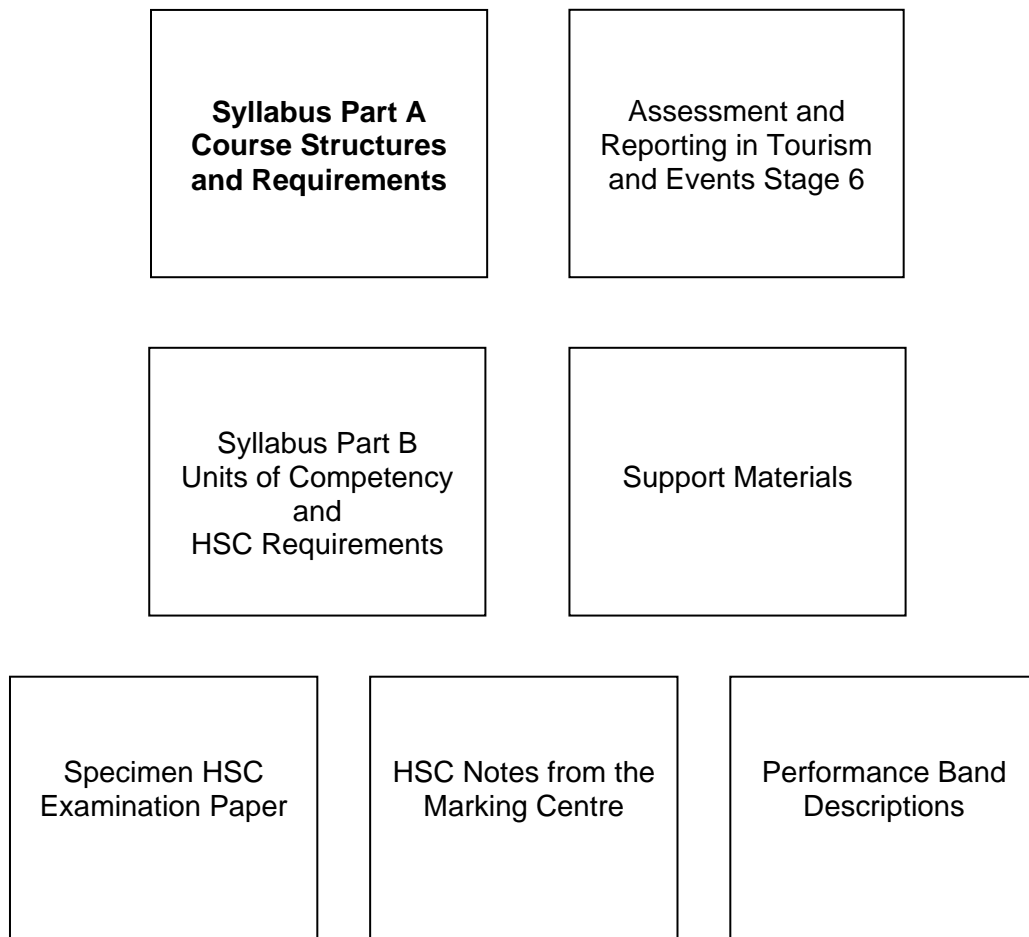 Syllabus Part A
Course Structures
and Requirements
Assessment and
Reporting in Tourism
and Events Stage 6
Syllabus Part B
Units of Competency
and
HSC Requirements
Support Materials
Specimen HSC
Examination Paper
HSC Notes from the
Marking Centre
Performance Band
Descriptions